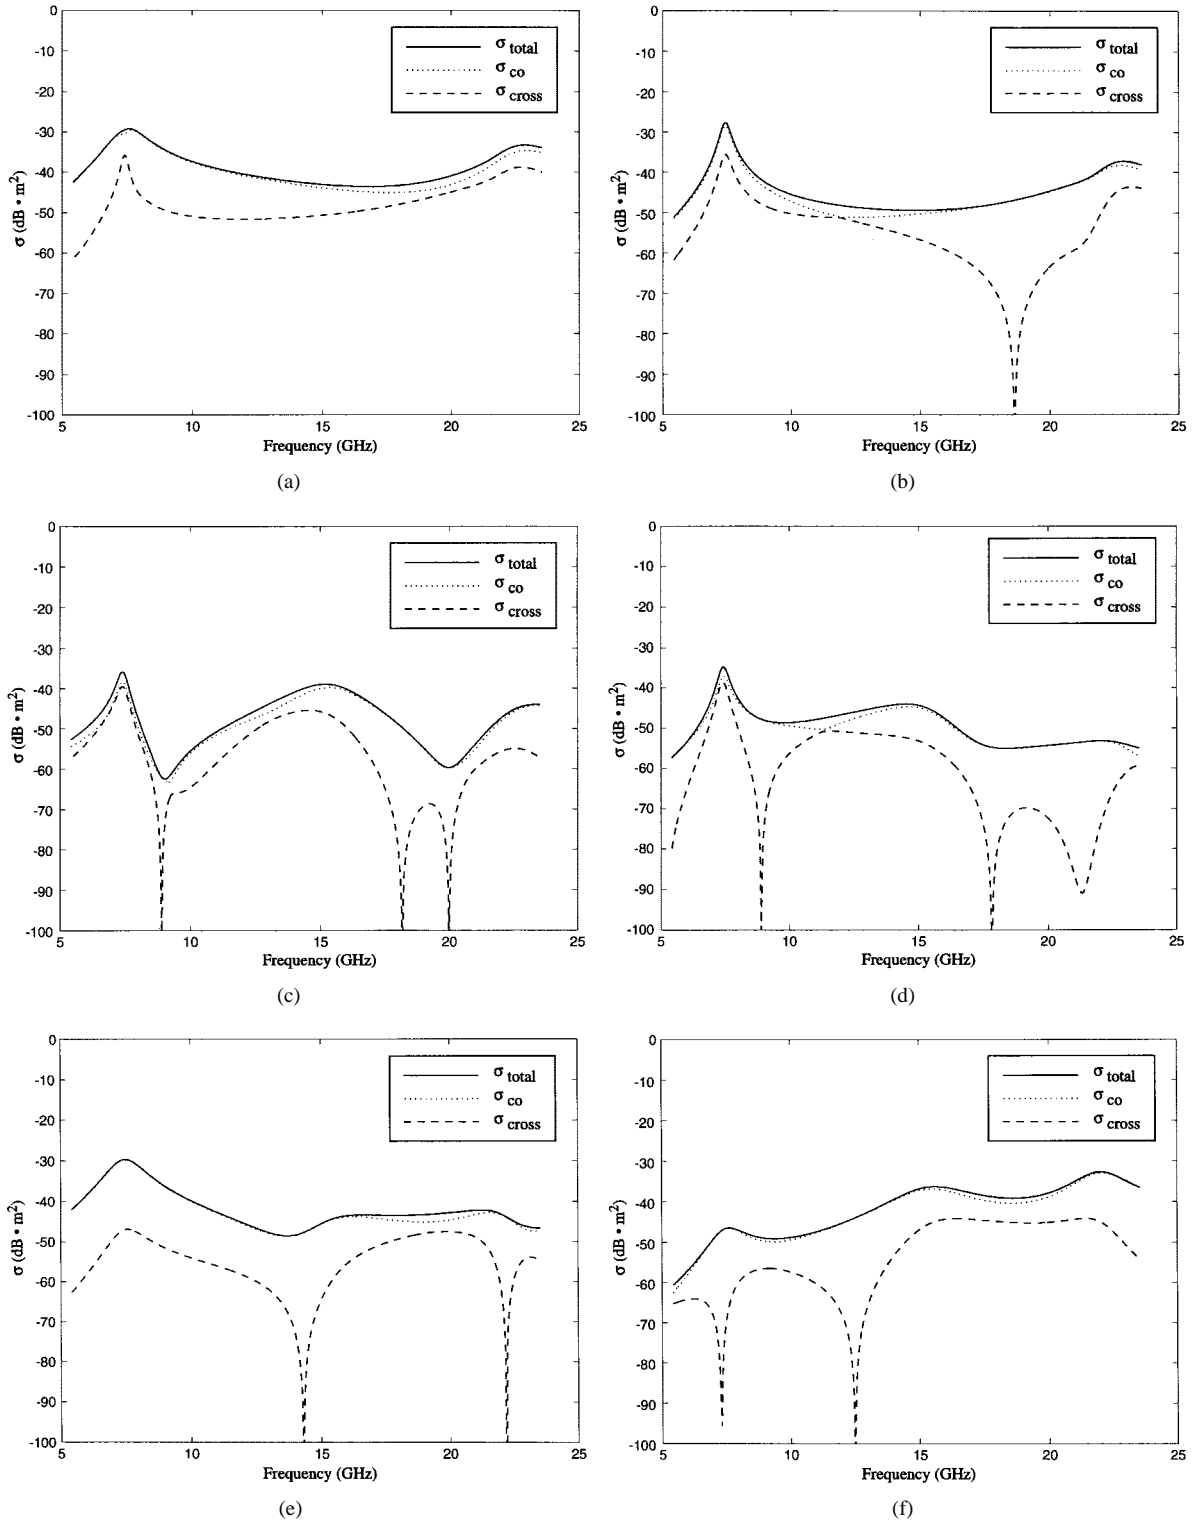 0
-10
-20
-30
-40
-50
-60
-70
-80
-90
-100
σ (dB • m²)
5
10
15
20
25
Frequency (GHz)
σ total
σ co
σ cross
(a)
0
-10
-20
-30
-40
-50
-60
-70
-80
-90
-100
σ (dB • m²)
5
10
15
20
25
Frequency (GHz)
σ total
σ co
σ cross
(b)
0
-10
-20
-30
-40
-50
-60
-70
-80
-90
-100
σ (dB • m²)
5
10
15
20
25
Frequency (GHz)
σ total
σ co
σ cross
(c)
0
-10
-20
-30
-40
-50
-60
-70
-80
-90
-100
σ (dB • m²)
5
10
15
20
25
Frequency (GHz)
σ total
σ co
σ cross
(d)
0
-10
-20
-30
-40
-50
-60
-70
-80
-90
-100
σ (dB • m²)
5
10
15
20
25
Frequency (GHz)
σ total
σ co
σ cross
(e)
0
-10
-20
-30
-40
-50
-60
-70
-80
-90
-100
σ (dB • m²)
5
10
15
20
25
Frequency (GHz)
σ total
σ co
σ cross
(f)